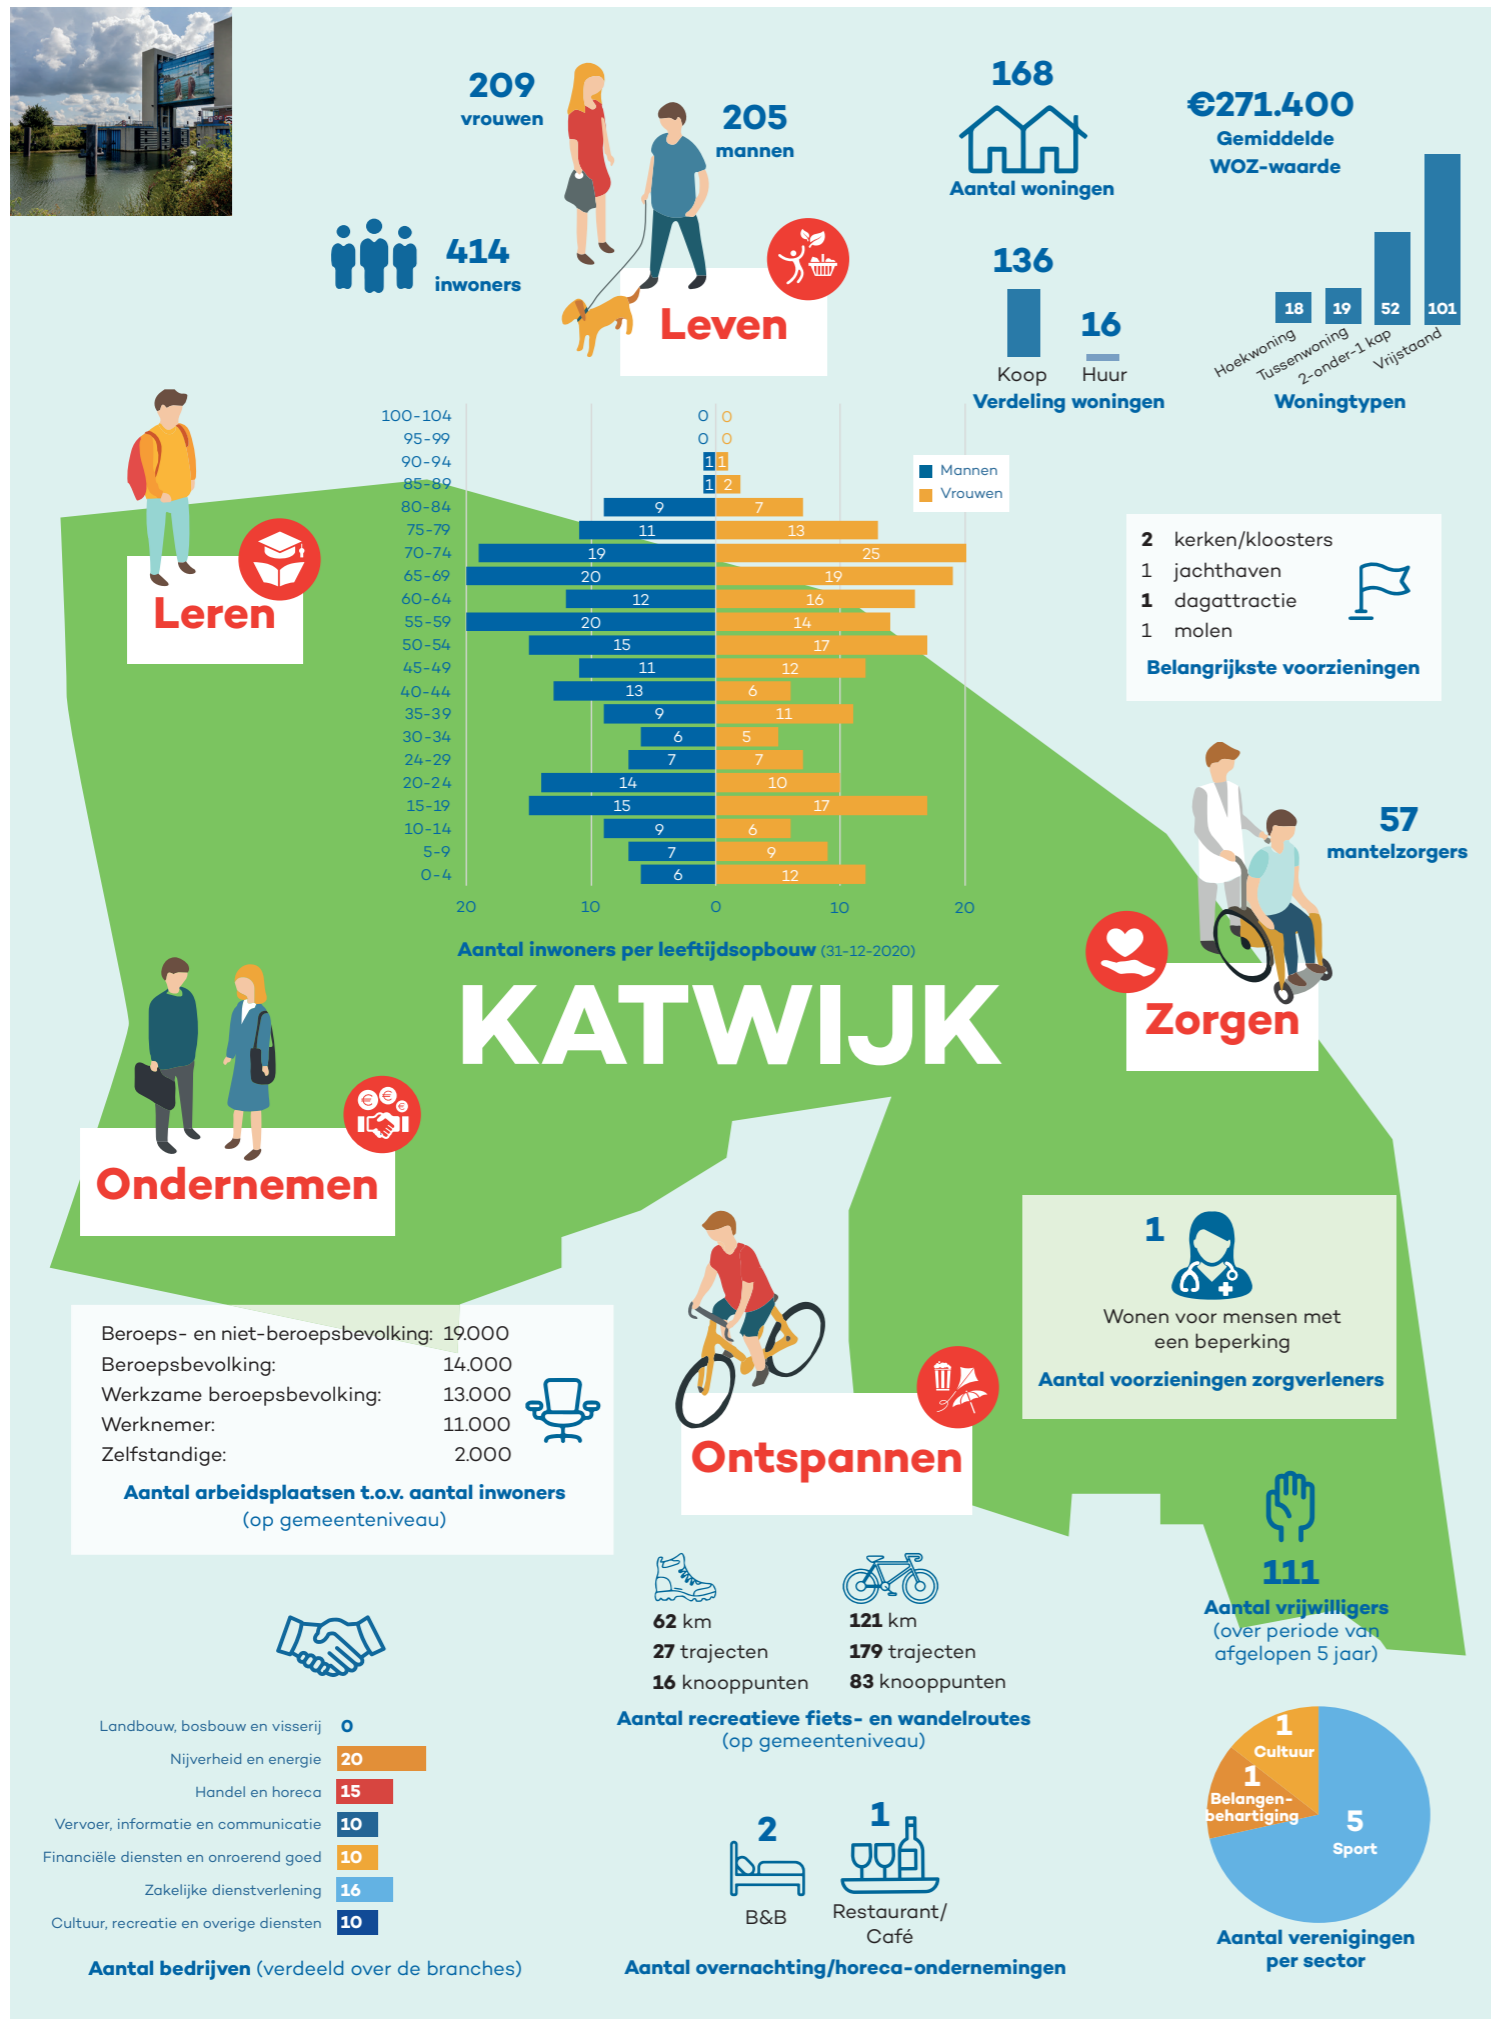 209
vrouwen
205
mannen
414
inwoners
Leven
168
Aantal woningen
€271.400
Gemiddelde
WOZ-waarde
136
16
Koop Huur
Verdeling woningen
18 19 52 101
Hoekwoning
Tussenwoning
2-onder-1 kap
Vrijstaand
Woningtypen
100-104 0 0
95-99 0 0
90-94 1 1
85-89 1 2
80-84 9 7
75-79 11 13
70-74 19 25
65-69 20 19
60-64 12 16
55-59 20 14
50-54 15 17
45-49 11 12
40-44 13 6
35-39 9 11
30-34 6 5
24-29 7 7
20-24 14 10
15-19 15 17
10-14 9 6
5-9 7 9
0-4 6 12
20 10 0 10 20
Mannen
Vrouwen
Aantal inwoners per leeftijdsopbouw (31-12-2020)
Leren
2 kerken/kloosters
1 jachthaven
1 dagattractie
1 molen
Belangrijkste voorzieningen
57
mantelzorgers
KATWIJK
Zorgen
Ondernemen
1
Wonen voor mensen met
een beperking
Aantal voorzieningen zorgverleners
Beroeps- en niet-beroepsbevolking: 19.000
Beroepsbevolking: 14.000
Werkzame beroepsbevolking: 13.000
Werknemer: 11.000
Zelfstandige: 2.000
Aantal arbeidsplaatsen t.o.v. aantal inwoners
(op gemeenteniveau)
Ontspannen
62 km
27 trajecten
16 knooppunten
121 km
179 trajecten
83 knooppunten
Aantal recreatieve fiets- en wandelroutes
(op gemeenteniveau)
111
Aantal vrijwilligers
(over periode van
afgelopen 5 jaar)
Landbouw, bosbouw en visserij 0
Nijverheid en energie 20
Handel en horeca 15
Vervoer, informatie en communicatie 10
Financiële diensten en onroerend goed 10
Zakelijke dienstverlening 16
Cultuur, recreatie en overige diensten 10
Aantal bedrijven (verdeeld over de branches)
2
B&B
1
Restaurant/
Café
Aantal overnachting/horeca-ondernemingen
1
Cultuur
1
Belangen-
behartiging
5
Sport
Aantal verenigingen
per sector